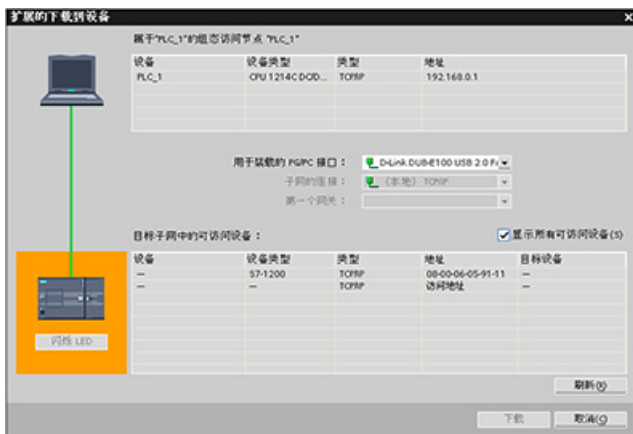 扩展的下载到设备
属于"PLC_1"的组态访问节点 "PLC_1"
设备 设备类型 类型 地址
PLC_1 CPU 1214C DC/D... TCP/IP 192.168.0.1
用于装载的 PG/PC 接口：
D-Link DUB-E100 USB 2.0 Fa
子网的连接：
（本地） TCP/IP
第一个网关：
目标子网中的可访问设备：
显示所有可访问设备(S)
设备 设备类型 类型 地址 目标设备
— S7-1200 TCP/IP 08-00-06-05-91-11 —
— — TCP/IP 访问地址 —
闪烁 LED
刷新(R)
下载 取消(C)